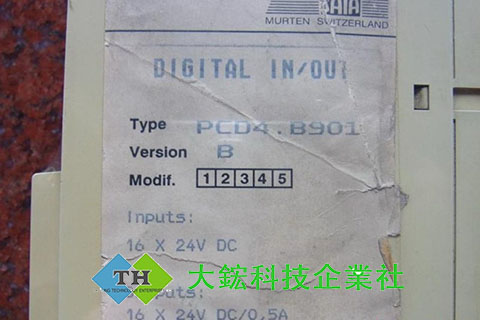 SAIA
MURTEN SWITZERLAND
DIGITAL IN/OUT
Type PCD4.B901
Version B
Modif. 1 2 3 4 5
Inputs:
16 X 24V DC
TH 大鋐科技企業社
16 X 24V DC/0,5A